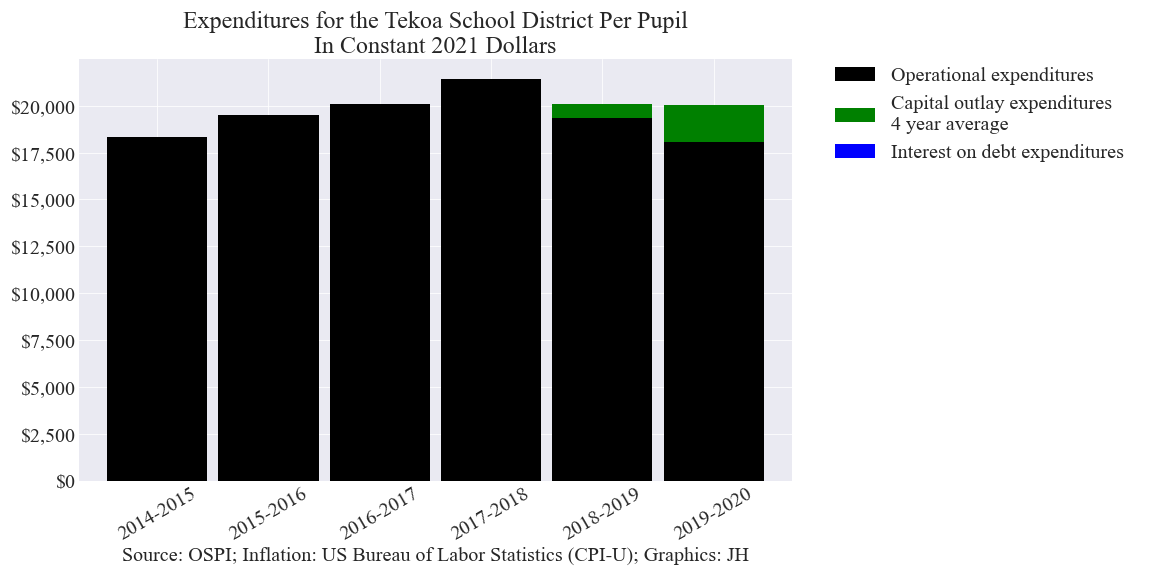 Expenditures for the Tekoa School District Per Pupil
In Constant 2021 Dollars
Operational expenditures
Capital outlay expenditures
4 year average
Interest on debt expenditures
$20,000
$17,500
$15,000
$12,500
$10,000
$7,500
$5,000
$2,500
$0
2014-2015
2015-2016
2016-2017
2017-2018
2018-2019
2019-2020
Source: OSPI; Inflation: US Bureau of Labor Statistics (CPI-U); Graphics: JH